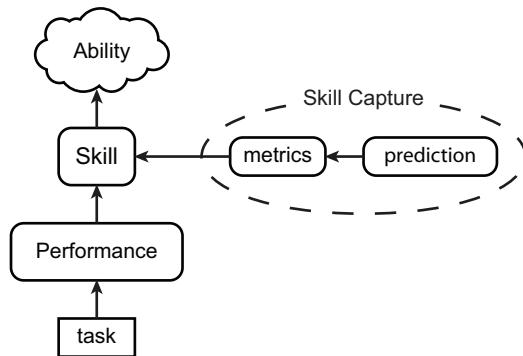 Ability
Skill Capture
Skill
metrics
prediction
Performance
task